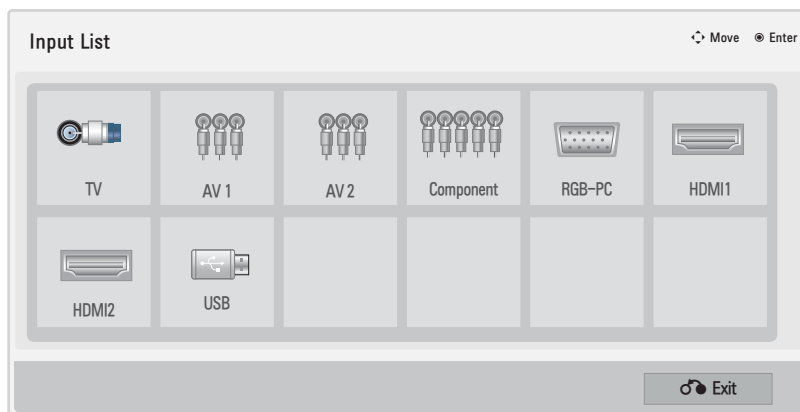 Input List
Move Enter
TV AV 1 AV 2 Component RGB-PC HDMI1
HDMI2 USB
Exit